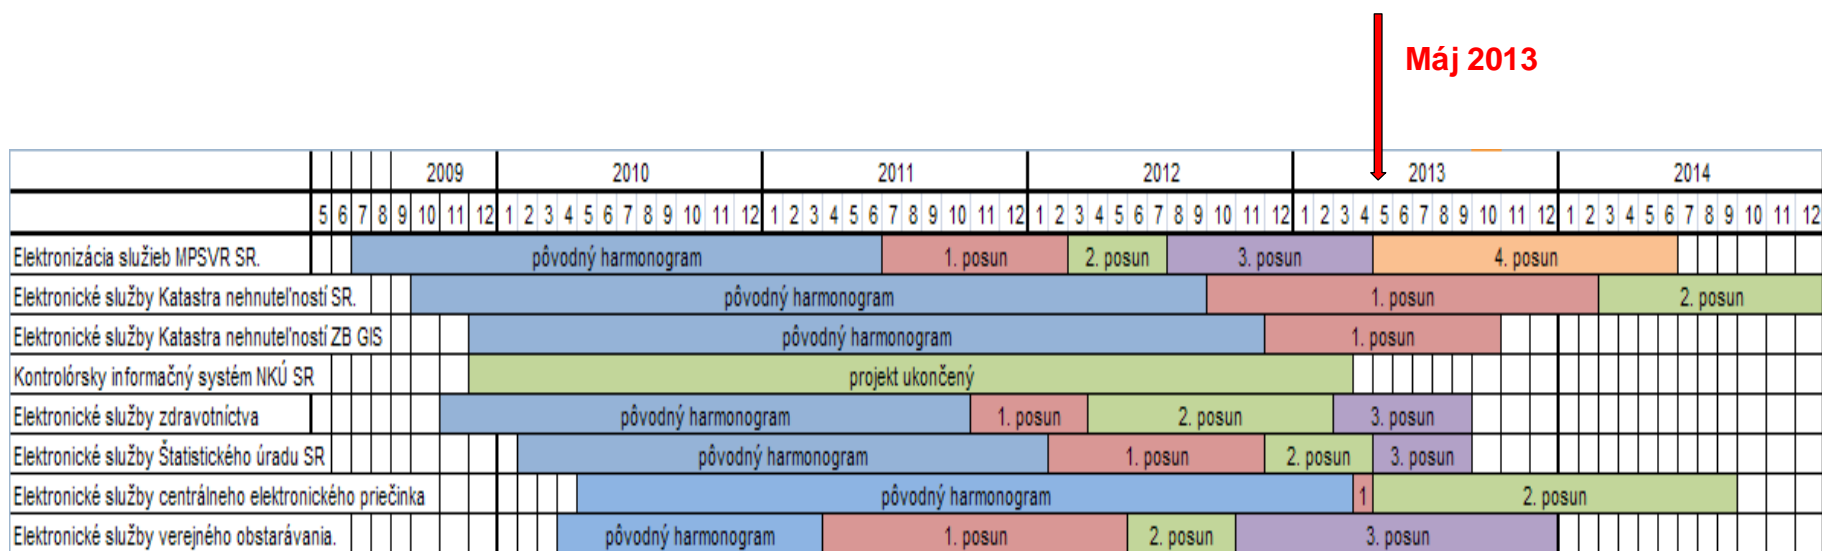 Máj 2013
2009 2010 2011 2012 2013 2014
5 6 7 8 9 10 11 12 1 2 3 4 5 6 7 8 9 10 11 12 1 2 3 4 5 6 7 8 9 10 11 12 1 2 3 4 5 6 7 8 9 10 11 12 1 2 3 4 5 6 7 8 9 10 11 12 1 2 3 4 5 6 7 8 9 10 11 12
Elektronizácia služieb MPSVR SR. pôvodný harmonogram 1. posun 2. posun 3. posun 4. posun
Elektronické služby Katastra nehnuteľností SR. pôvodný harmonogram 1. posun 2. posun
Elektronické služby Katastra nehnuteľností ZB GIS pôvodný harmonogram 1. posun
Kontrolórsky informačný systém NKÚ SR projekt ukončený
Elektronické služby zdravotníctva pôvodný harmonogram 1. posun 2. posun 3. posun
Elektronické služby Štatistického úradu SR pôvodný harmonogram 1. posun 2. posun 3. posun
Elektronické služby centrálneho elektronického priečinka pôvodný harmonogram 1 2. posun
Elektronické služby verejného obstarávania. pôvodný harmonogram 1. posun 2. posun 3. posun